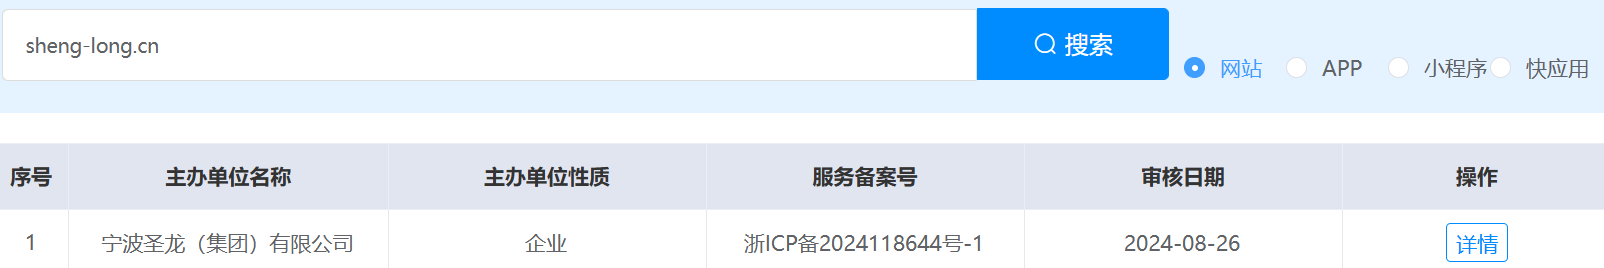 sheng-long.cn 搜索
网站 APP 小程序 快应用
序号 主办单位名称 主办单位性质 服务备案号 审核日期 操作
1 宁波圣龙（集团）有限公司 企业 浙ICP备2024118644号-1 2024-08-26 详情